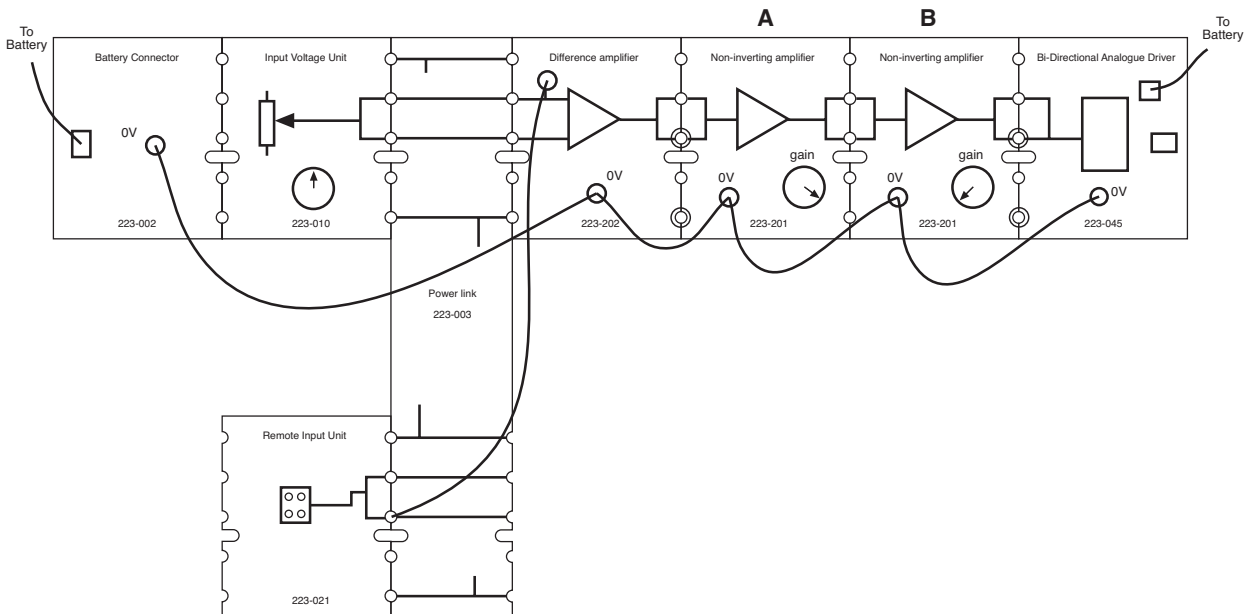 A
B
To
Battery
To
Battery
Battery Connector
Input Voltage Unit
Difference amplifier
Non-inverting amplifier
Non-inverting amplifier
Bi-Directional Analogue Driver
0V
gain
gain
0V
0V
0V
0V
223-002
223-010
223-202
223-201
223-201
223-045
Power link
223-003
Remote Input Unit
223-021